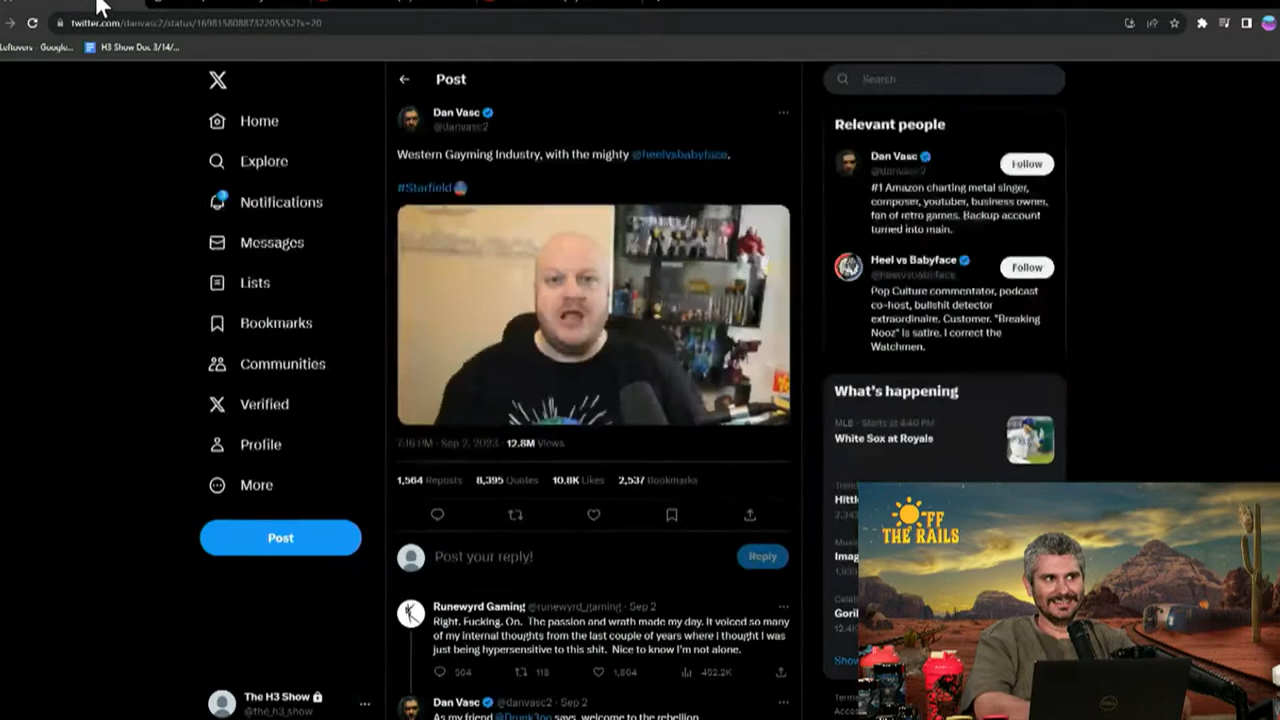 twitter.com/danvasc2/status/1698158088732205527?s=20
Leftovers - Google...
H3 Show Doc 3/14/...
Post
Search
Dan Vasc
@danvasc2
Western Gayming Industry, with the mighty @heelvsbabyface.
#Starfield
7:16 PM · Sep 2, 2023 · 12.8M Views
1,564 Reposts 8,395 Quotes 10.8K Likes 2,537 Bookmarks
Post your reply!
Reply
Runewyrd Gaming @runewyrd_gaming · Sep 2
Right. Fucking. On. The passion and wrath made my day. It voiced so many
of my internal thoughts from the last couple of years where I thought I was
just being hypersensitive to this shit. Nice to know I'm not alone.
564 118 1,804 492.2K
Dan Vasc @danvasc2 · Sep 2
As my friend @Drunk3po says, welcome to the rebellion
Home
Explore
Notifications
Messages
Lists
Bookmarks
Communities
Verified
Profile
More
Post
The H3 Show
@the_h3_show
Relevant people
Dan Vasc
@danvasc2
Follow
#1 Amazon charting metal singer,
composer, youtuber, business owner,
fan of retro games. Backup account
turned into main.
Heel vs Babyface
@heelvsbabyface
Follow
Pop Culture commentator, podcast
co-host, bullshit detector
extraordinaire. Customer. "Breaking
Nooz" is satire. I correct the
Watchmen.
What's happening
MLB · Starts at 4:40 PM
White Sox at Royals
OFF
THE RAILS
DELL